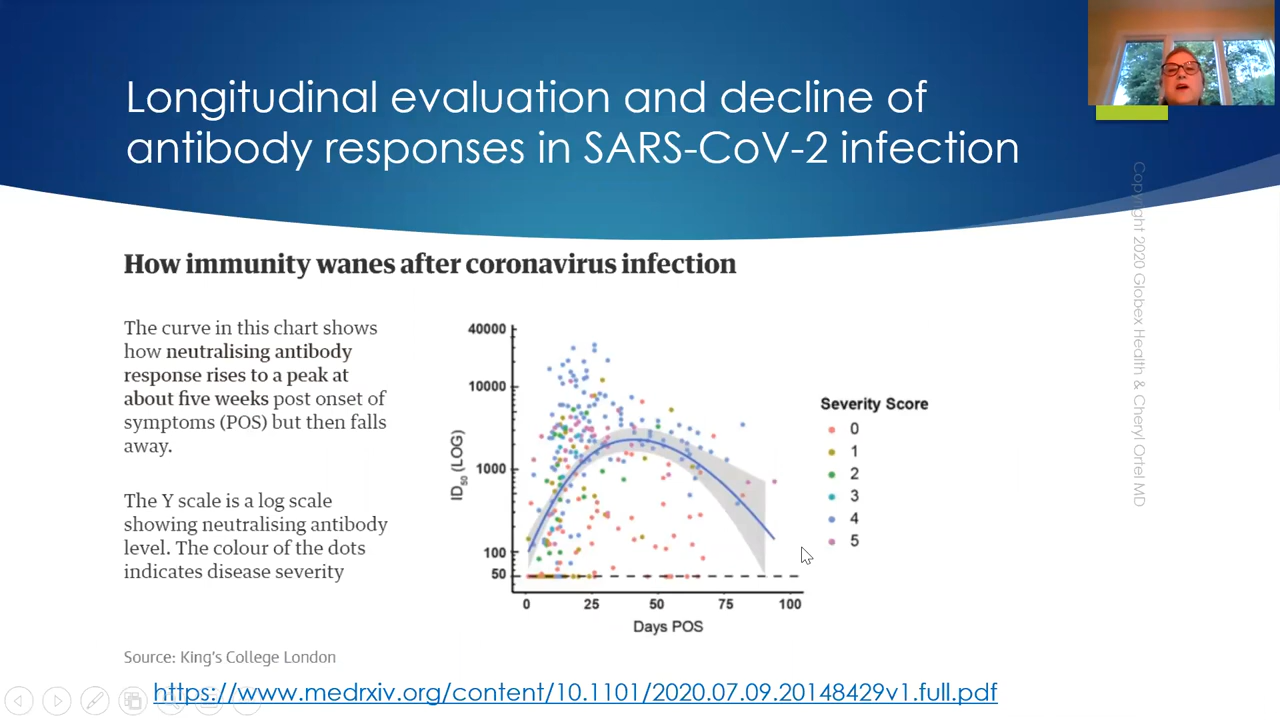 Longitudinal evaluation and decline of
antibody responses in SARS-CoV-2 infection
Copyright 2020 Globex Health & Cheryl Ortel MD
How immunity wanes after coronavirus infection
The curve in this chart shows
how neutralising antibody
response rises to a peak at
about five weeks post onset of
symptoms (POS) but then falls
away.
The Y scale is a log scale
showing neutralising antibody
level. The colour of the dots
indicates disease severity
40000
10000
1000
100
50
ID50 (LOG)
0 25 50 75 100
Days POS
Severity Score
0
1
2
3
4
5
Source: King's College London
https://www.medrxiv.org/content/10.1101/2020.07.09.20148429v1.full.pdf